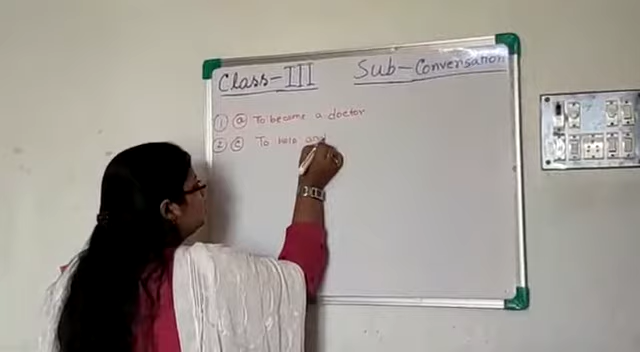 Class-III Sub-Conversation
① ⓐ To become a doctor
② ⓒ To help and